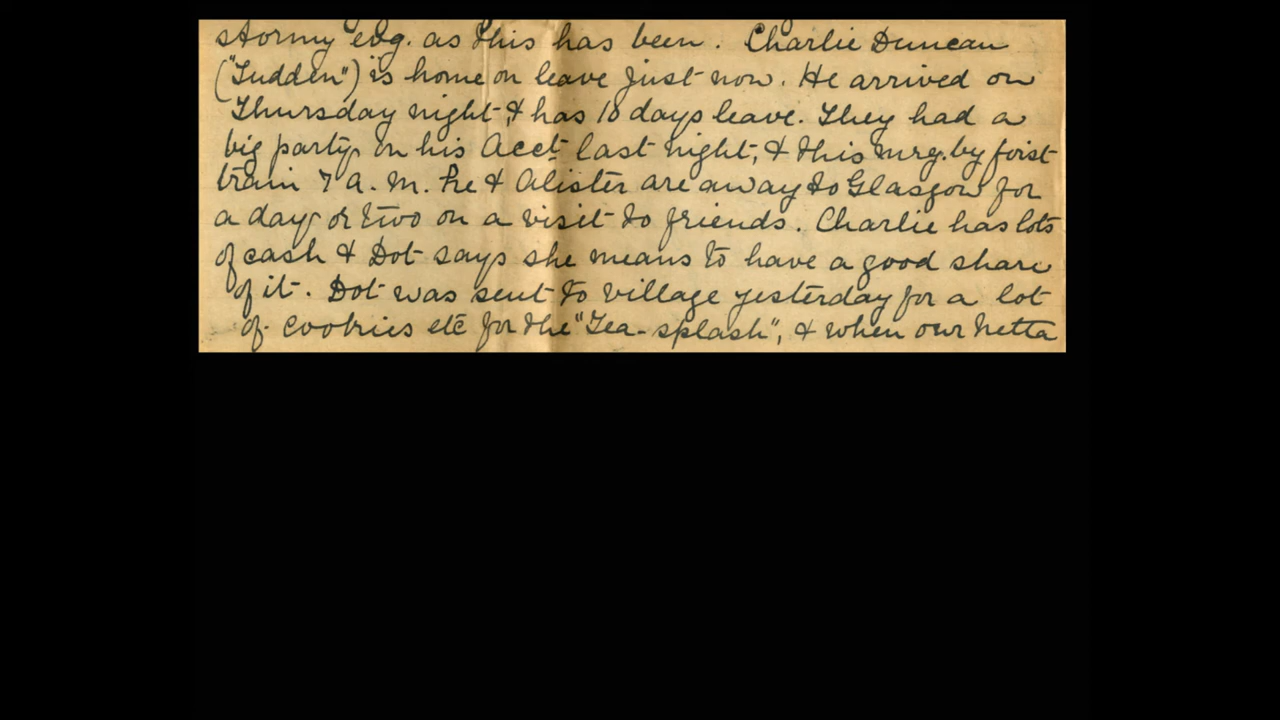 stormy evg. as this has been. Charlie Duncan
("Sudden") is home on leave just now. He arrived on
Thursday night, & has 10 days leave. They had a
big party on his Acct last night, & this mrg. by foist
train 7 A.M. he & Alister are away to Glasgow for
a day or two on a visit to friends. Charlie has lots
of cash & Dot says she means to have a good share
of it. Dot was sent to village yesterday for a lot
of cookies etc for the "Tea-splash", & when our Netta